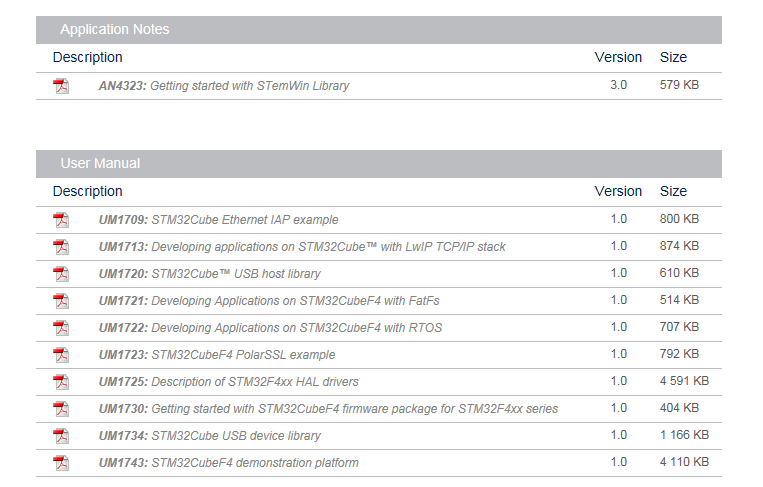 Application Notes
Description Version Size
AN4323: Getting started with STemWin Library 3.0 579 KB
User Manual
Description Version Size
UM1709: STM32Cube Ethernet IAP example 1.0 800 KB
UM1713: Developing applications on STM32Cube™ with LwIP TCP/IP stack 1.0 874 KB
UM1720: STM32Cube™ USB host library 1.0 610 KB
UM1721: Developing Applications on STM32CubeF4 with FatFs 1.0 514 KB
UM1722: Developing Applications on STM32CubeF4 with RTOS 1.0 707 KB
UM1723: STM32CubeF4 PolarSSL example 1.0 792 KB
UM1725: Description of STM32F4xx HAL drivers 1.0 4 591 KB
UM1730: Getting started with STM32CubeF4 firmware package for STM32F4xx series 1.0 404 KB
UM1734: STM32Cube USB device library 1.0 1 166 KB
UM1743: STM32CubeF4 demonstration platform 1.0 4 110 KB